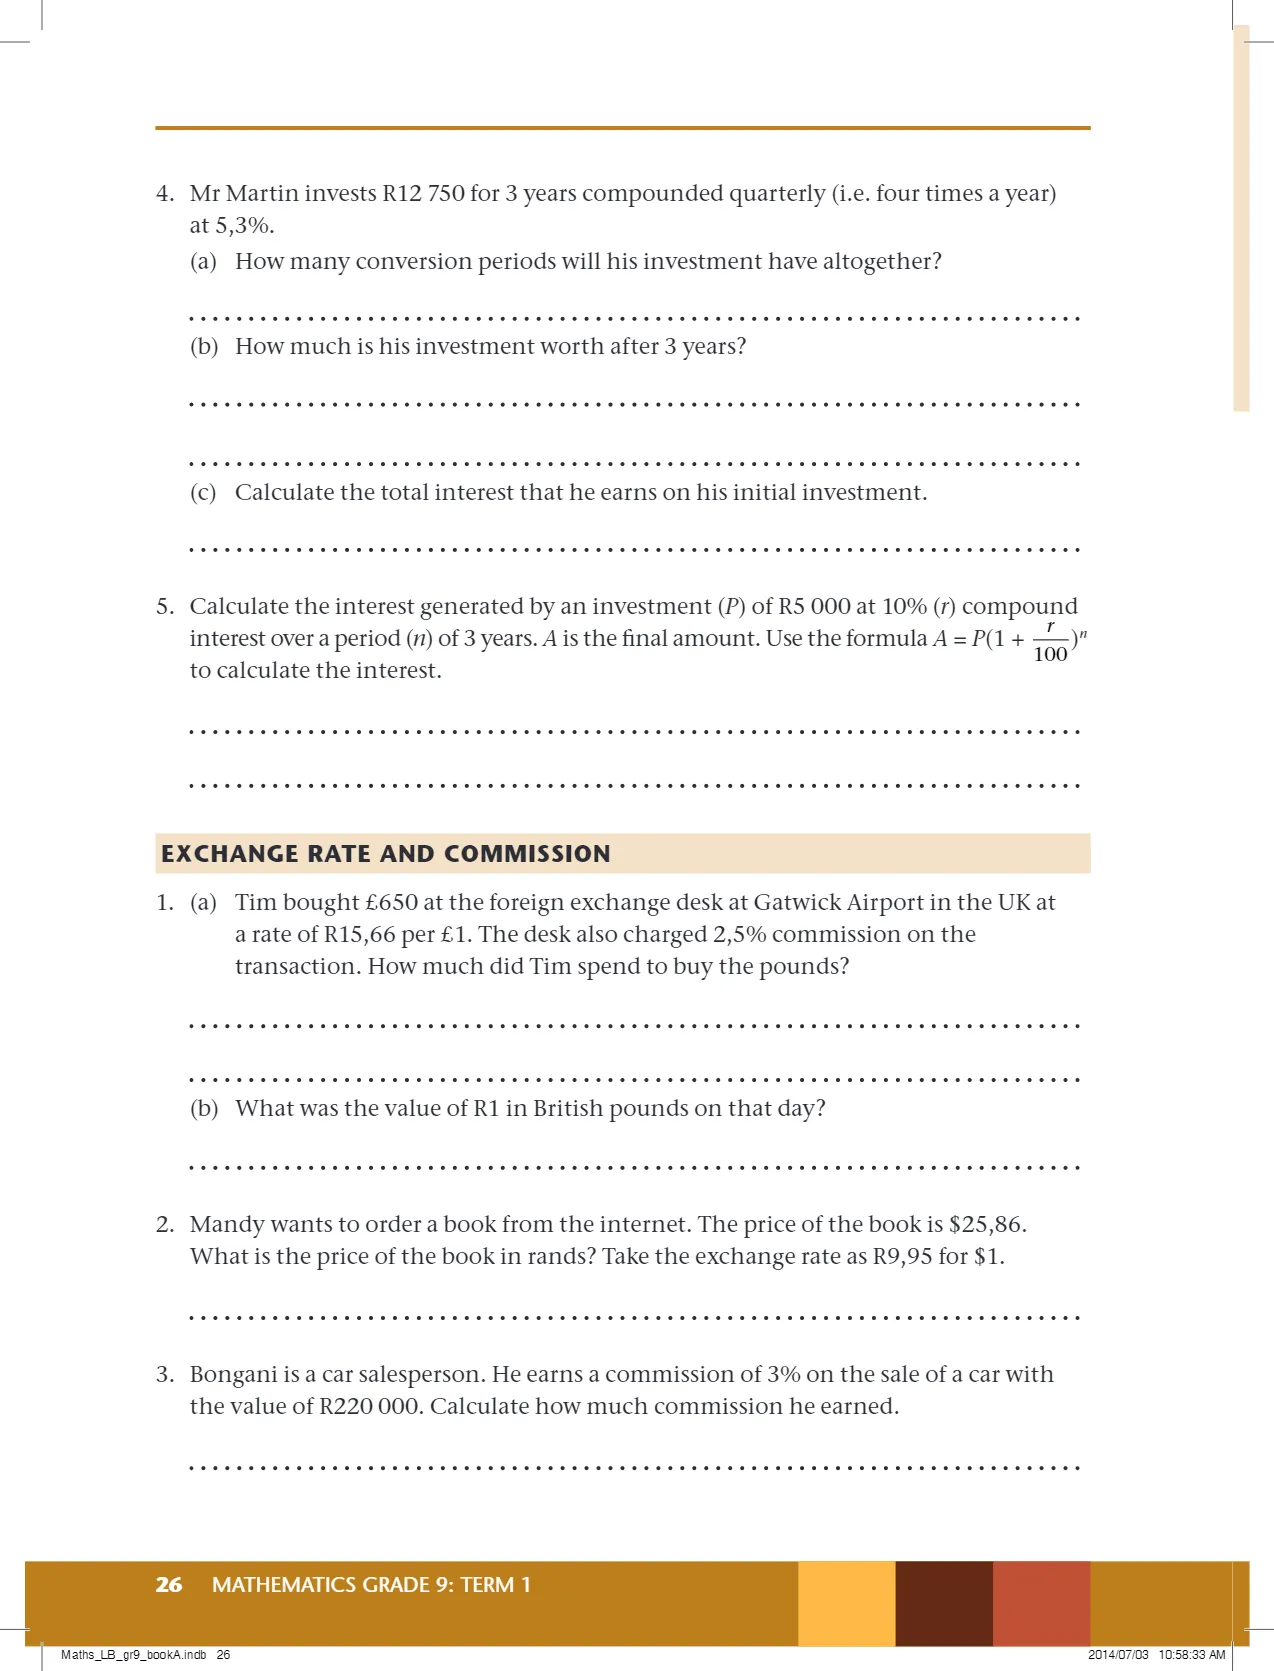 4. Mr Martin invests R12 750 for 3 years compounded quarterly (i.e. four times a year)
at 5,3%.
(a) How many conversion periods will his investment have altogether?
(b) How much is his investment worth after 3 years?
(c) Calculate the total interest that he earns on his initial investment.
5. Calculate the interest generated by an investment (P) of R5 000 at 10% (r) compound
interest over a period (n) of 3 years. A is the final amount. Use the formula A = P(1 + r/100)^n
to calculate the interest.
EXCHANGE RATE AND COMMISSION
1. (a) Tim bought £650 at the foreign exchange desk at Gatwick Airport in the UK at
a rate of R15,66 per £1. The desk also charged 2,5% commission on the
transaction. How much did Tim spend to buy the pounds?
(b) What was the value of R1 in British pounds on that day?
2. Mandy wants to order a book from the internet. The price of the book is $25,86.
What is the price of the book in rands? Take the exchange rate as R9,95 for $1.
3. Bongani is a car salesperson. He earns a commission of 3% on the sale of a car with
the value of R220 000. Calculate how much commission he earned.
26 MATHEMATICS GRADE 9: TERM 1
Maths_LB_gr9_bookA.indb 26
2014/07/03 10:58:33 AM